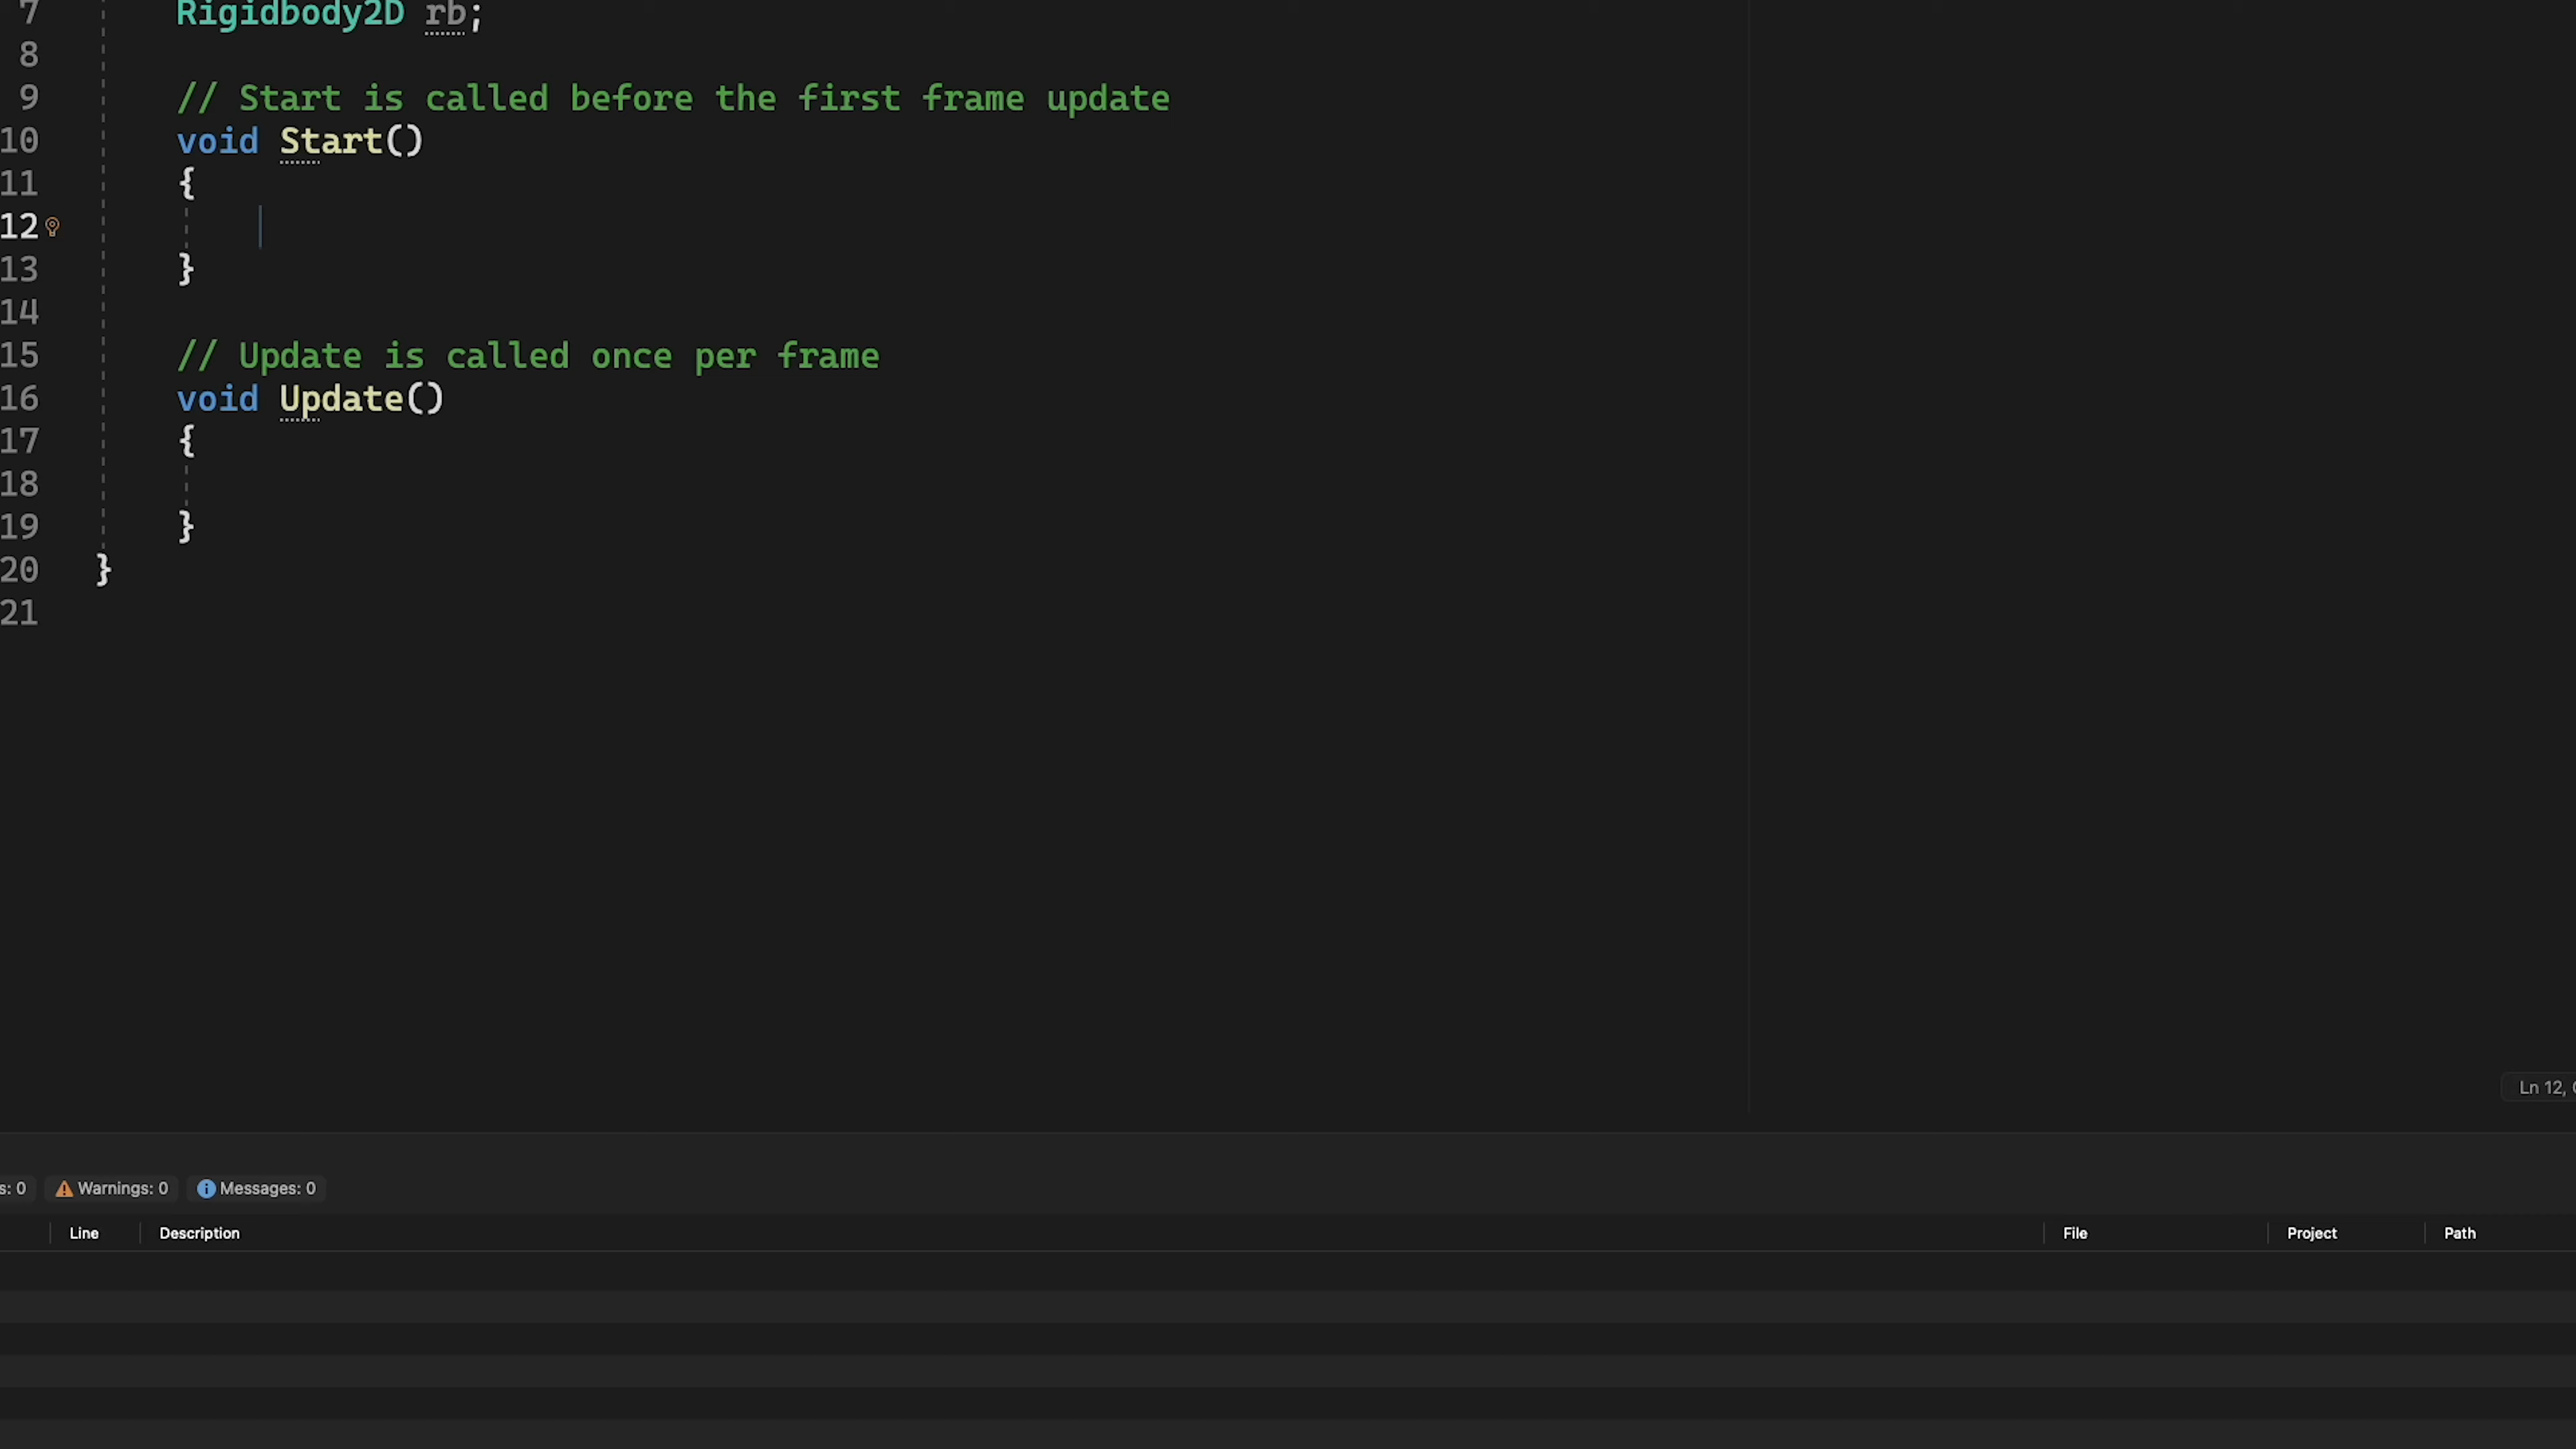 7 Rigidbody2D rb;
8
9 // Start is called before the first frame update
10 void Start()
11 {
12
13 }
14
15 // Update is called once per frame
16 void Update()
17 {
18
19 }
20 }
21
Ln 12,
s: 0 Warnings: 0 Messages: 0
Line Description File Project Path